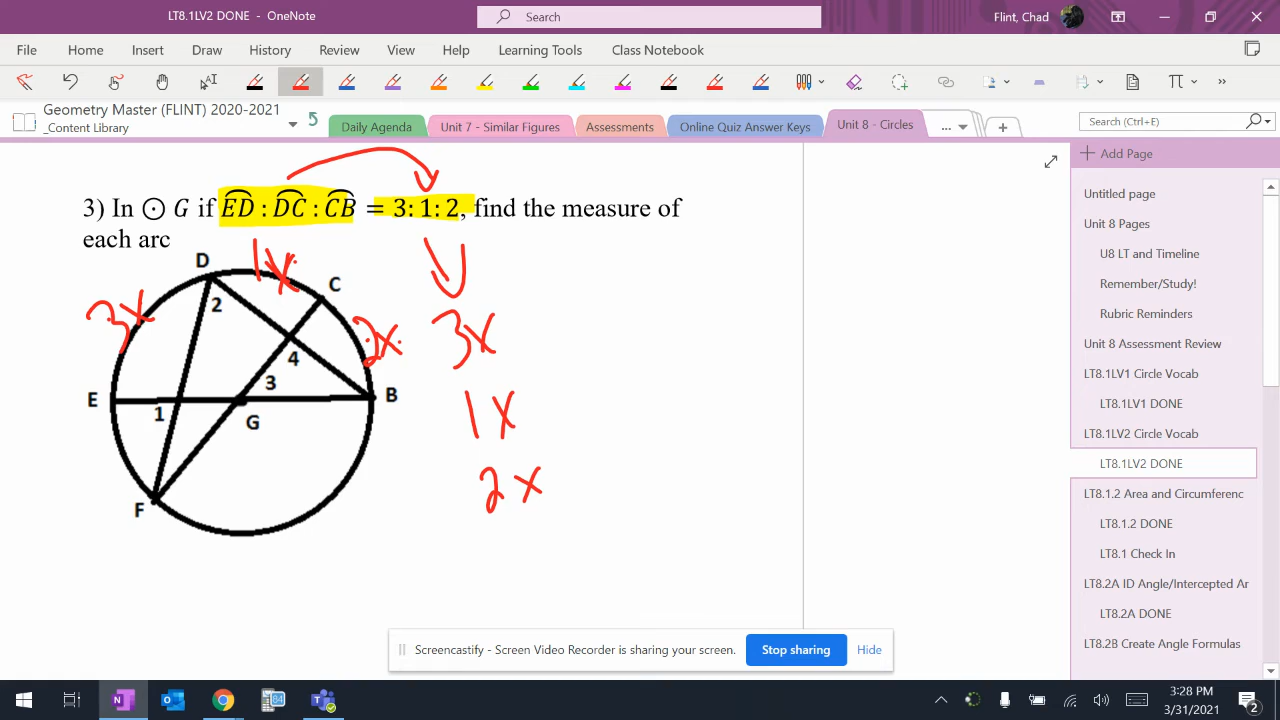 LT8.1LV2 DONE - OneNote
Search
Flint, Chad
File Home Insert Draw History Review View Help Learning Tools Class Notebook
Geometry Master (FLINT) 2020-2021
_Content Library
Daily Agenda
Unit 7 - Similar Figures
Assessments
Online Quiz Answer Keys
Unit 8 - Circles
...
Search (Ctrl+E)
Add Page
Untitled page
Unit 8 Pages
U8 LT and Timeline
Remember/Study!
Rubric Reminders
Unit 8 Assessment Review
LT8.1LV1 Circle Vocab
LT8.1LV1 DONE
LT8.1LV2 Circle Vocab
LT8.1LV2 DONE
LT8.1.2 Area and Circumferenc
LT8.1.2 DONE
LT8.1 Check In
LT8.2A ID Angle/Intercepted Ar
LT8.2A DONE
LT8.2B Create Angle Formulas
3) In ⊙ G if E͡D : D͡C : C͡B = 3: 1: 2, find the measure of
each arc
D
1x
C
2
3x
2x
3x
4
3
E
B
1
G
1x
2x
F
Screencastify - Screen Video Recorder is sharing your screen.
Stop sharing
Hide
3:28 PM
3/31/2021
2